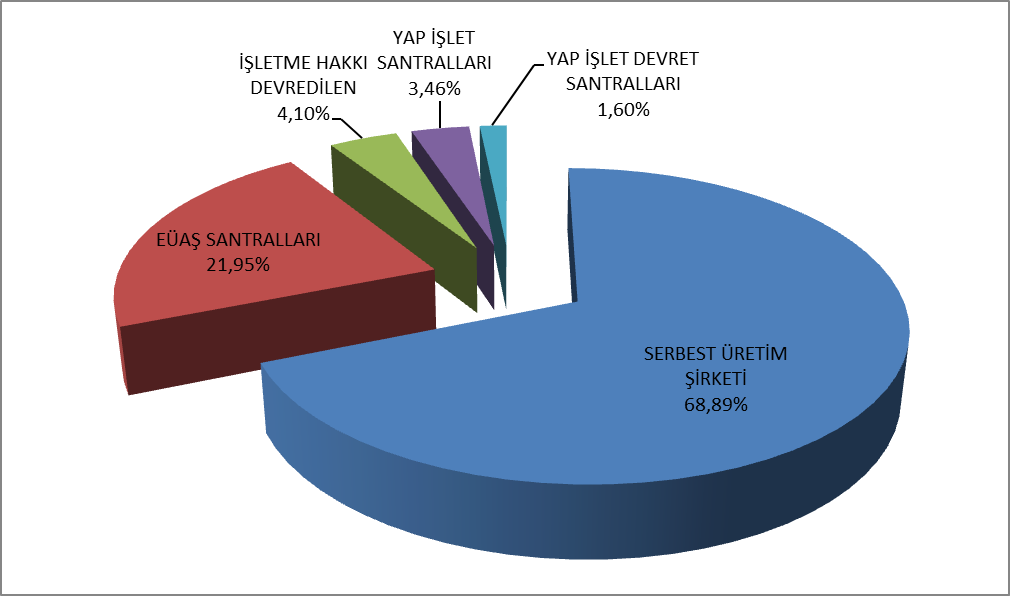 YAP İŞLET
SANTRALLARI
3,46%
İŞLETME HAKKI
DEVREDİLEN
4,10%
YAP İŞLET DEVRET
SANTRALLARI
1,60%
EÜAŞ SANTRALLARI
21,95%
SERBEST ÜRETİM
ŞİRKETİ
68,89%